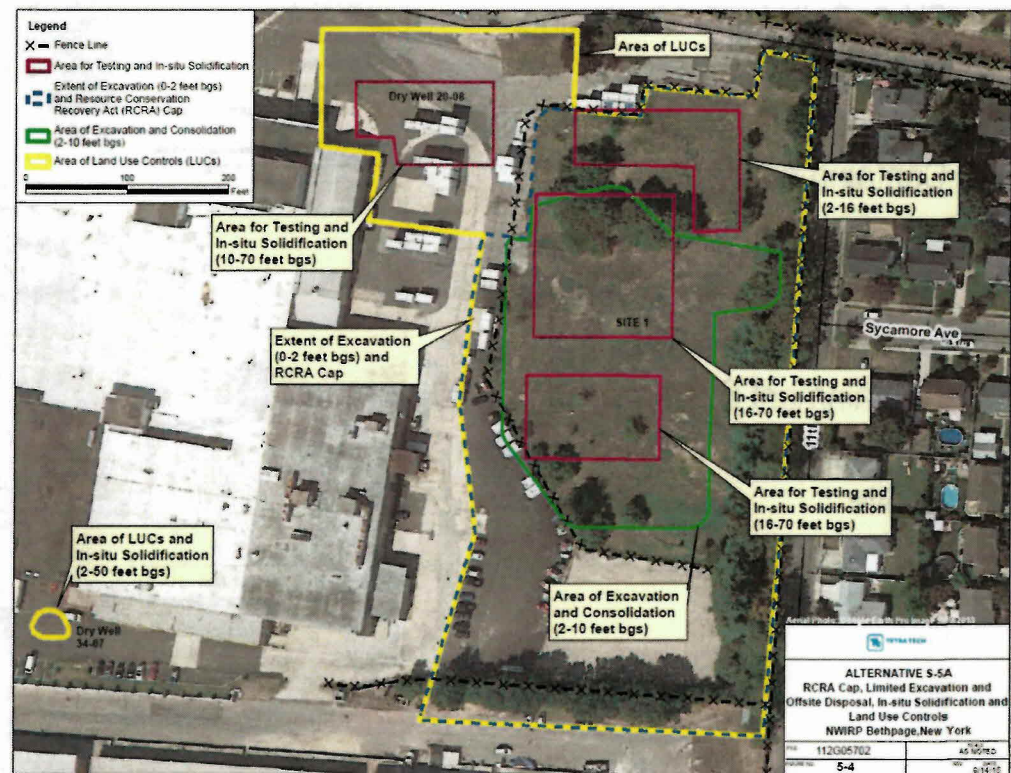 Legend
Fence Line
Area for Testing and In-situ Solidification
Extent of Excavation (0-2 feet bgs)
and Resource Conservation
Recovery Act (RCRA) Cap
Area of Excavation and Consolidation
(2-10 feet bgs)
Area of Land Use Controls (LUCs)
0 100 200
Feet
Area of LUCs
Dry Well 20-08
Area for Testing and
In-situ Solidification
(2-16 feet bgs)
Area for Testing and
In-situ Solidification
(10-70 feet bgs)
SITE 1
Sycamore Ave
Extent of Excavation
(0-2 feet bgs) and
RCRA Cap
Area for Testing and
In-situ Solidification
(16-70 feet bgs)
Area for Testing and
In-situ Solidification
(16-70 feet bgs)
Area of LUCs and
In-situ Solidification
(2-50 feet bgs)
Dry Well
34-07
Area of Excavation
and Consolidation
(2-10 feet bgs)
Aerial Photo:
TETRA TECH
ALTERNATIVE S-5A
RCRA Cap, Limited Excavation and
Offsite Disposal, In-situ Solidification and
Land Use Controls
NWIRP Bethpage,New York
FILE 112G05702
SCALE AS NOTED
FIGURE NO. 5-4
REV DATE